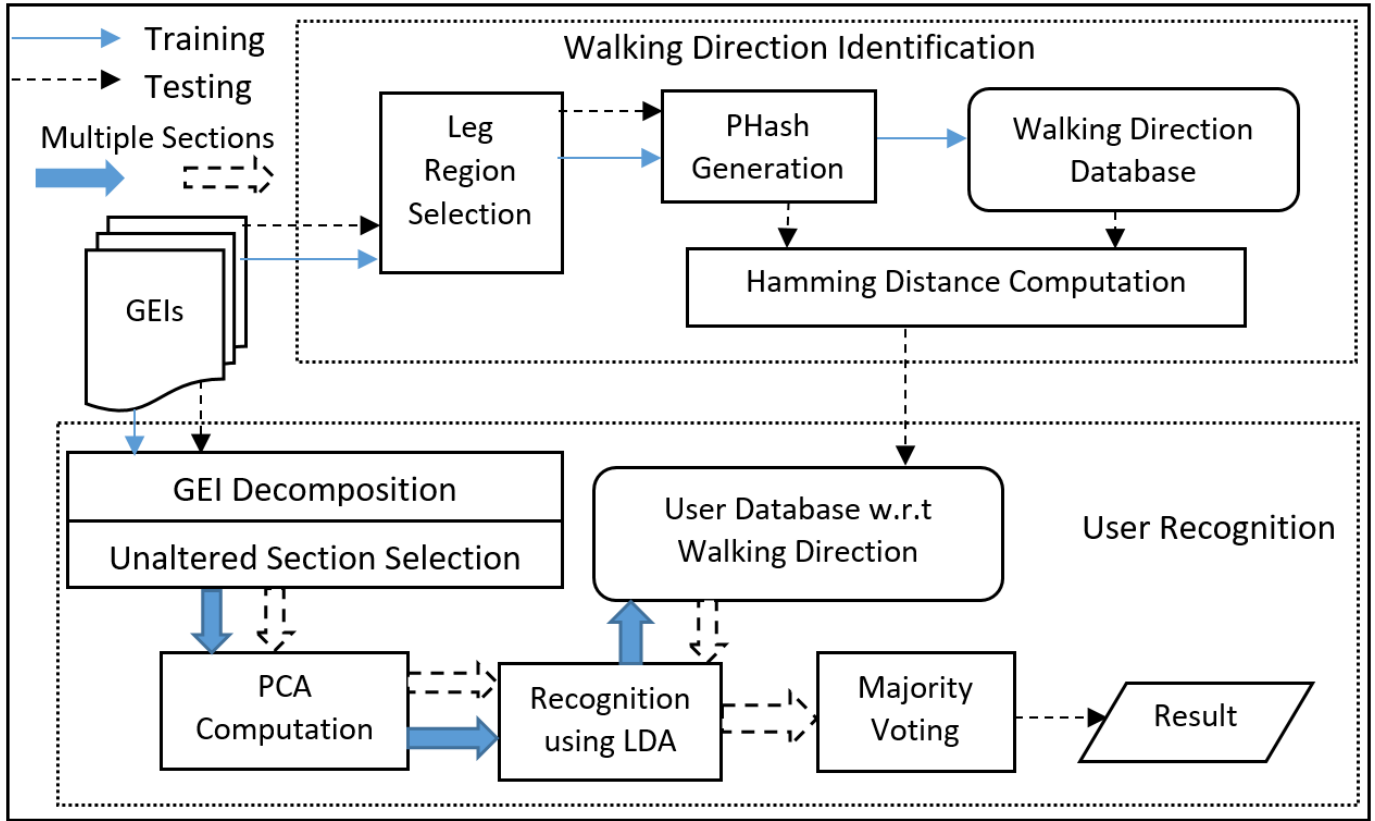 Training
Testing
Multiple Sections
Walking Direction Identification
Leg
Region
Selection
PHash
Generation
Walking Direction
Database
Hamming Distance Computation
GEIs
GEI Decomposition
Unaltered Section Selection
User Database w.r.t
Walking Direction
User Recognition
PCA
Computation
Recognition
using LDA
Majority
Voting
Result